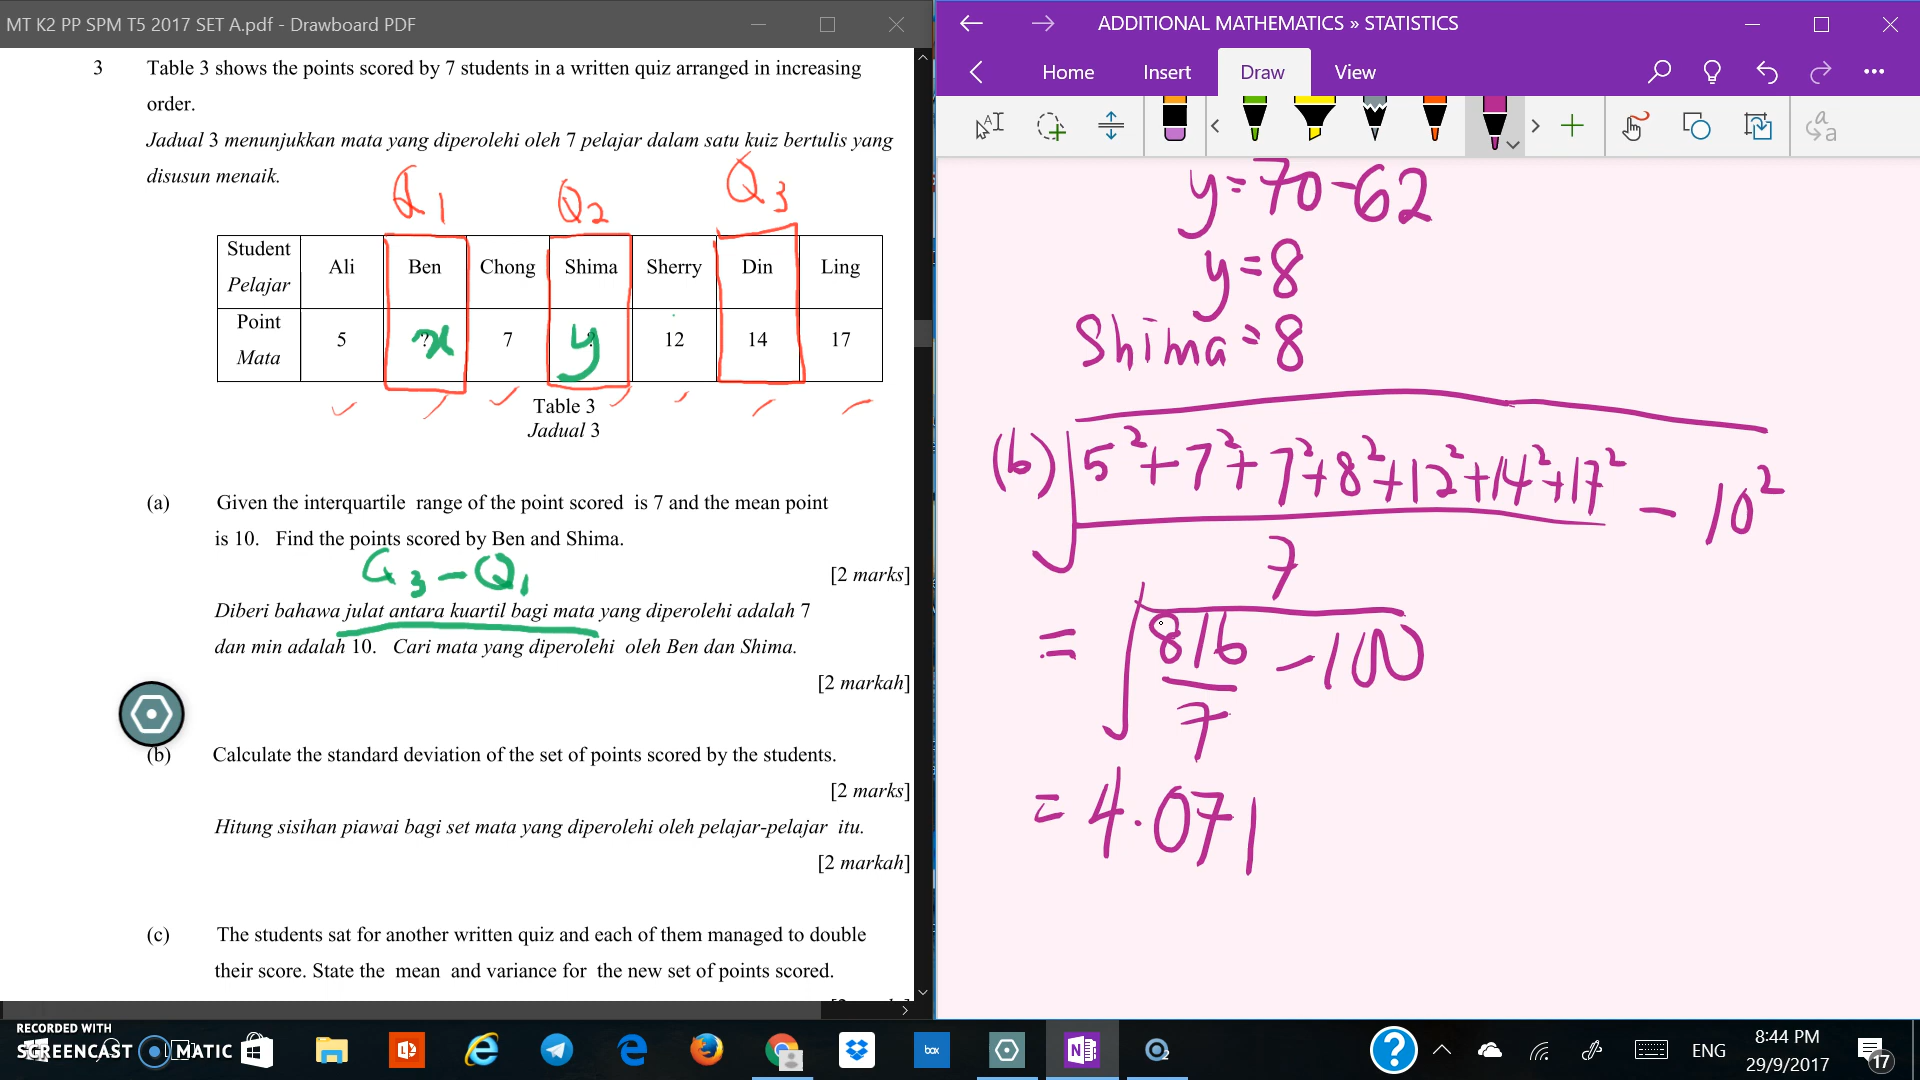 MT K2 PP SPM T5 2017 SET A.pdf - Drawboard PDF
3 Table 3 shows the points scored by 7 students in a written quiz arranged in increasing
order.
Jadual 3 menunjukkan mata yang diperolehi oleh 7 pelajar dalam satu kuiz bertulis yang
disusun menaik.
Q1 Q2 Q3
Student
Pelajar
Ali Ben Chong Shima Sherry Din Ling
Point
Mata
5 x 7 y 12 14 17
Table 3
Jadual 3
(a) Given the interquartile range of the point scored is 7 and the mean point
is 10. Find the points scored by Ben and Shima.
Q3 - Q1
[2 marks]
Diberi bahawa julat antara kuartil bagi mata yang diperolehi adalah 7
dan min adalah 10. Cari mata yang diperolehi oleh Ben dan Shima.
[2 markah]
(b) Calculate the standard deviation of the set of points scored by the students.
[2 marks]
Hitung sisihan piawai bagi set mata yang diperolehi oleh pelajar-pelajar itu.
[2 markah]
(c) The students sat for another written quiz and each of them managed to double
their score. State the mean and variance for the new set of points scored.
ADDITIONAL MATHEMATICS » STATISTICS
Home Insert Draw View
y = 70 - 62
y = 8
Shima = 8
(b) √5² + 7² + 7² + 8² + 12² + 14² + 17² - 10²
7
= √816 - 100
7
= 4.071
RECORDED WITH
SCREENCAST MATIC
box
N
ENG
8:44 PM
29/9/2017
17